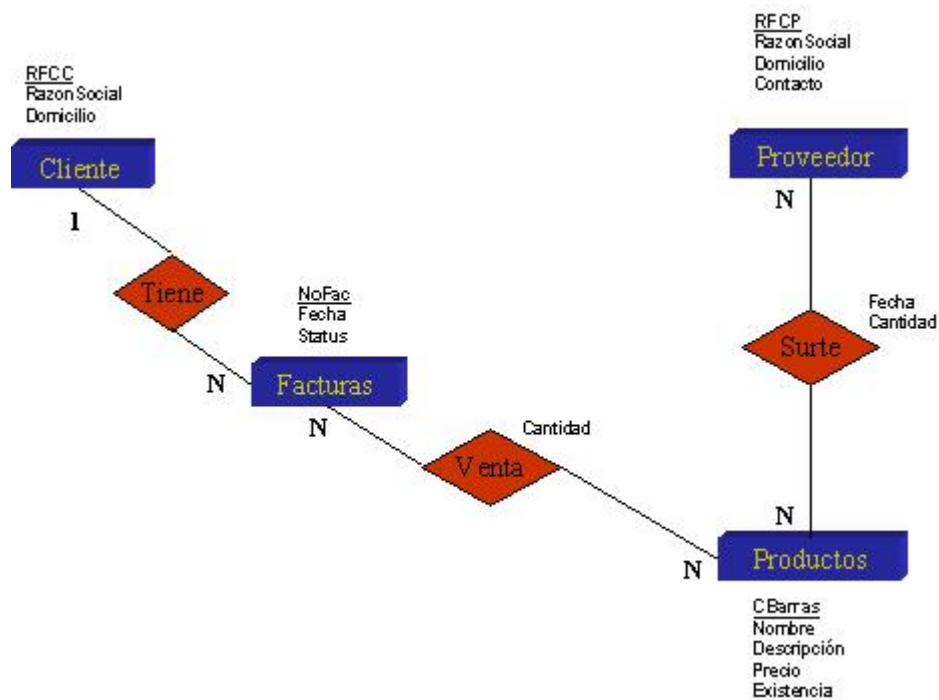 RFCC
Razon Social
Domicilio
Cliente
1
Tiene
N
NoFac
Fecha
Status
Facturas
N
Cantidad
Venta
N
RFCP
Razon Social
Domicilio
Contacto
Proveedor
N
Fecha
Cantidad
Surte
N
Productos
CBarras
Nombre
Descripción
Precio
Existencia